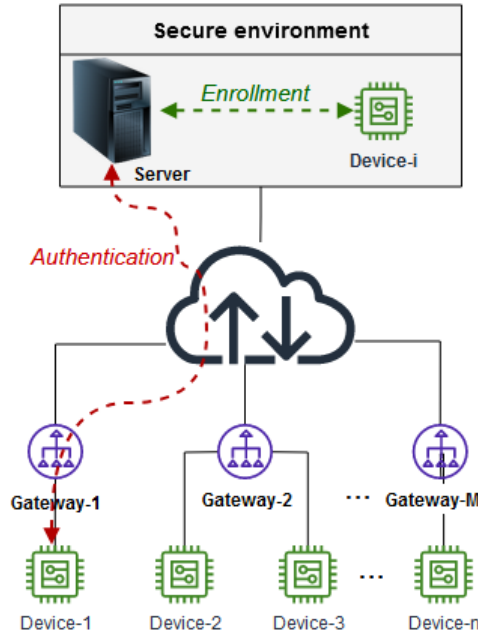 Secure environment
Enrollment
Server
Device-i
Authentication
Gateway-1
Gateway-2
...
Gateway-M
Device-1
Device-2
Device-3
...
Device-n